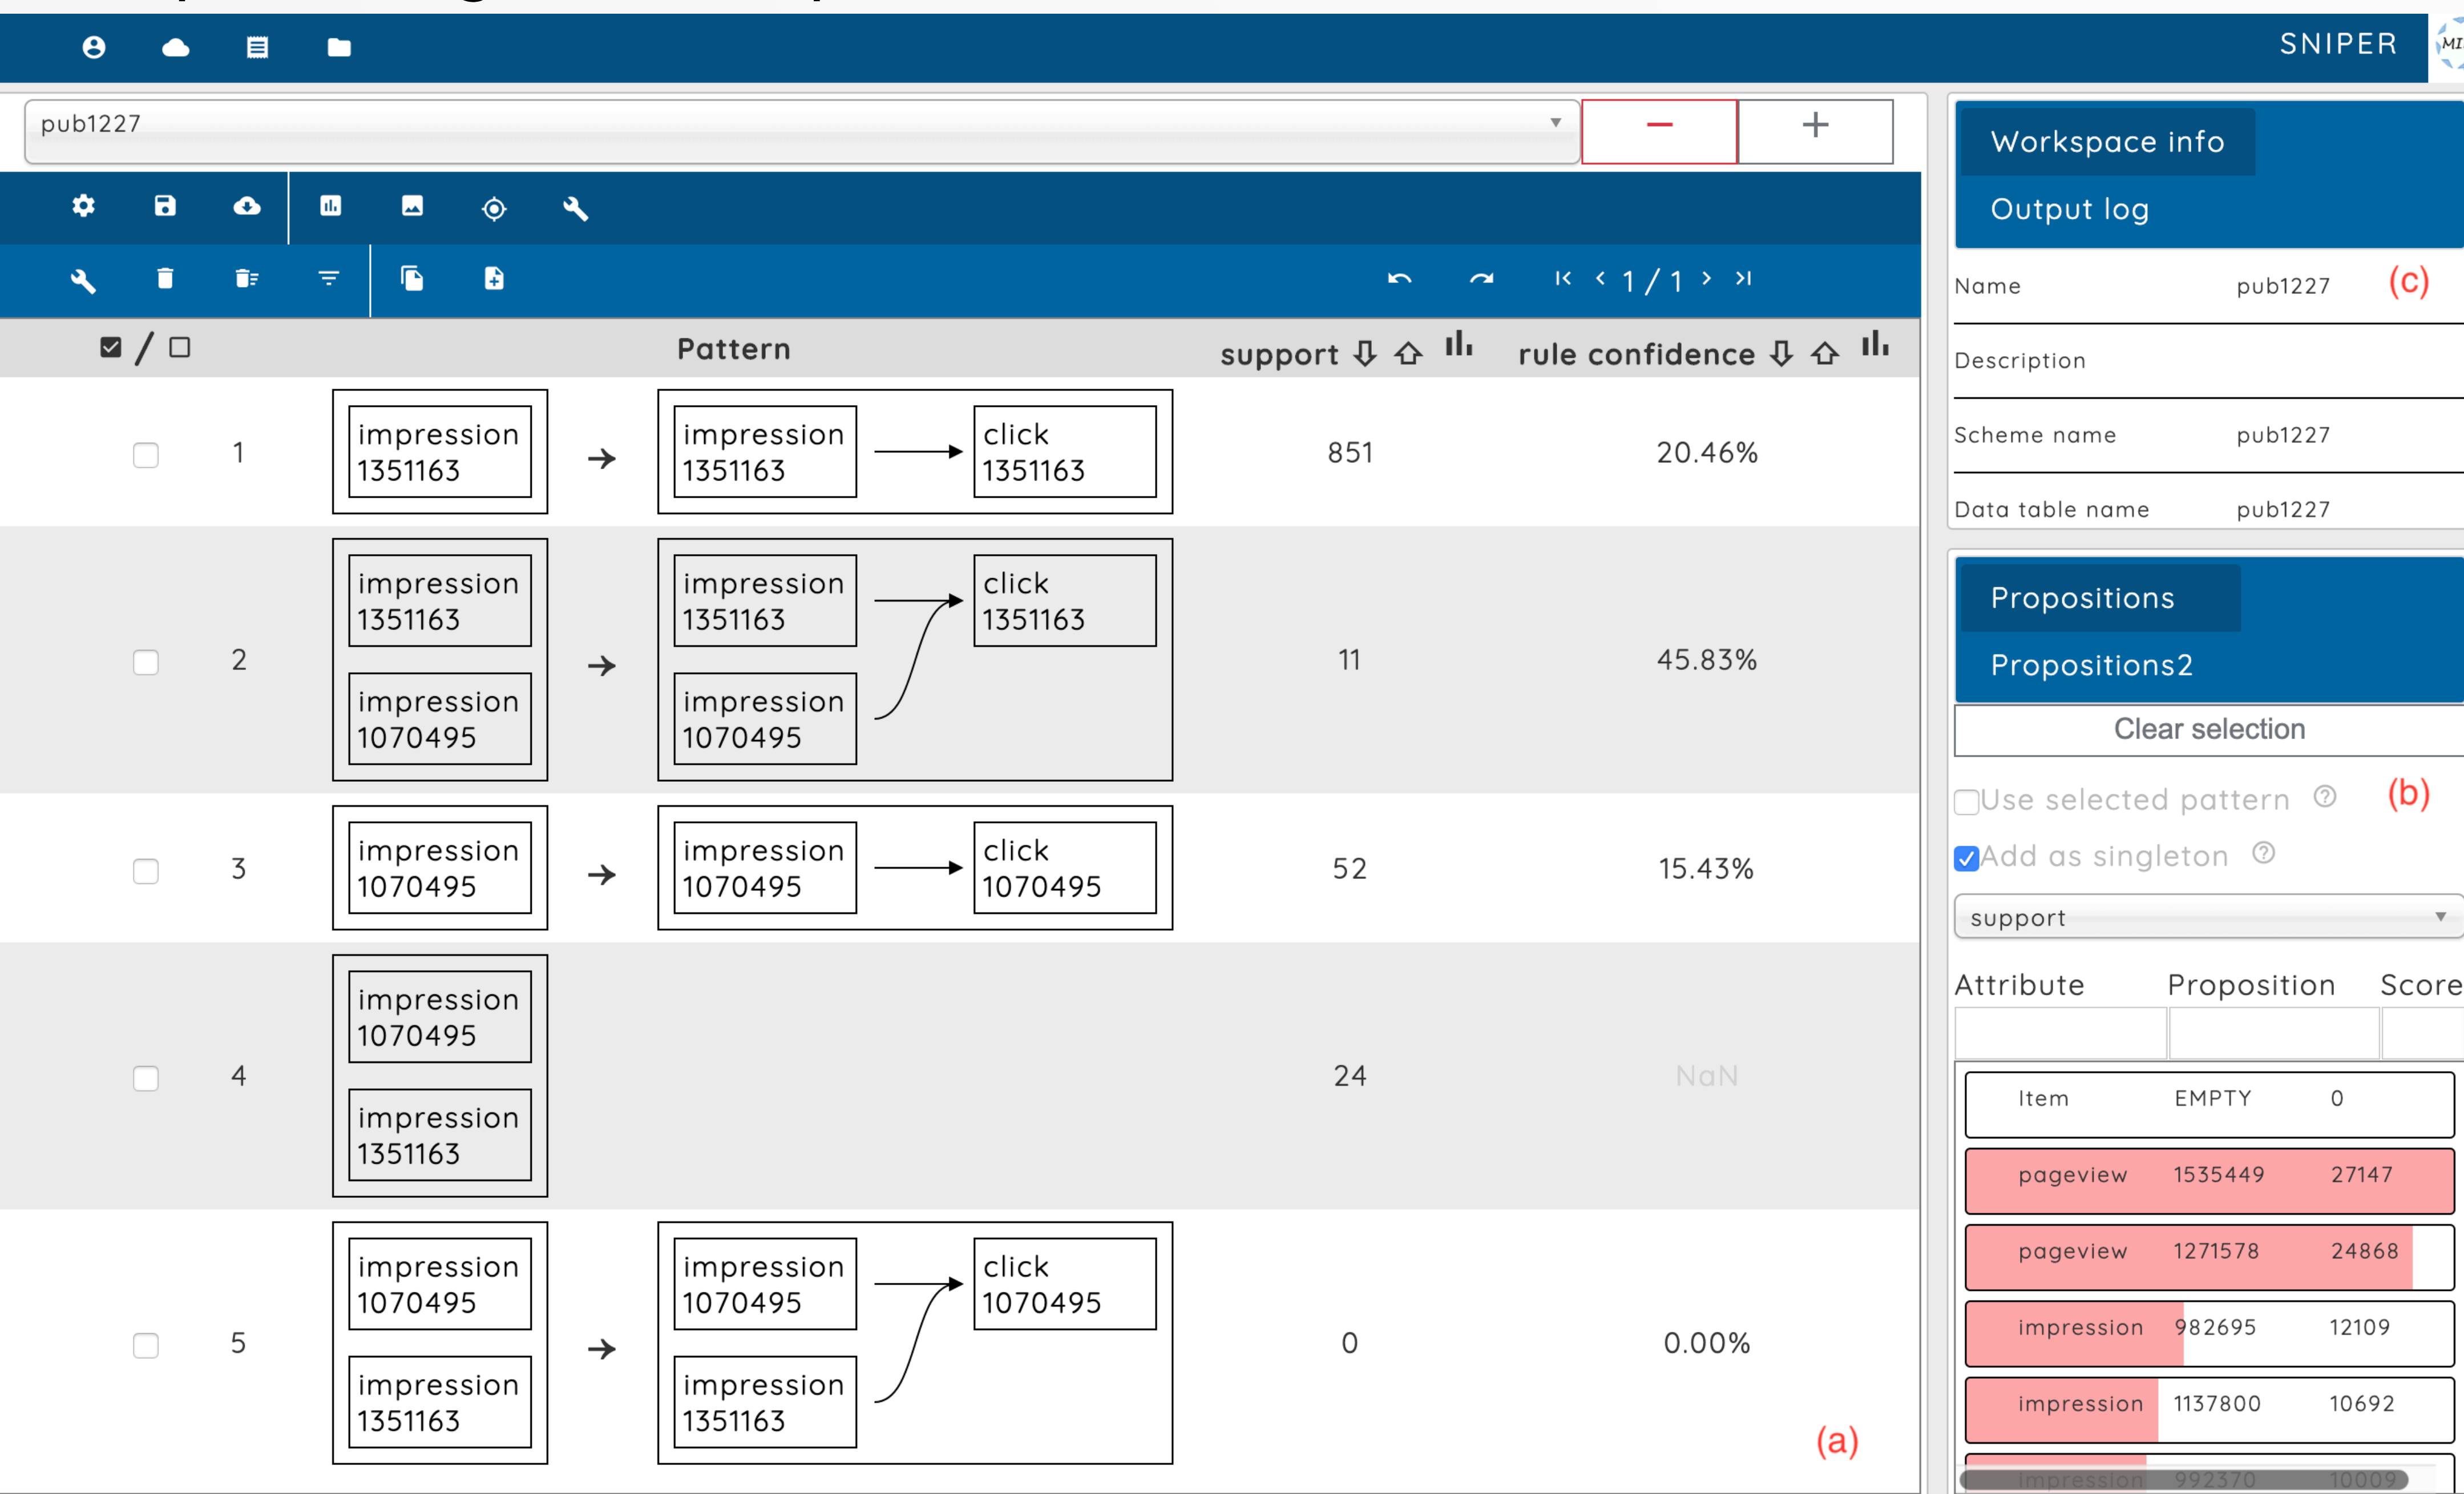 SNIPER
pub1227
− +
Workspace info
Output log
Name pub1227 (c)
Description
Scheme name pub1227
Data table name pub1227
1 / 1
/ Pattern support rule confidence
1
impression
1351163
impression
1351163
click
1351163
851 20.46%
2
impression
1351163
impression
1070495
impression
1351163
click
1351163
impression
1070495
11 45.83%
3
impression
1070495
impression
1070495
click
1070495
52 15.43%
4
impression
1070495
impression
1351163
24 NaN
5
impression
1070495
impression
1351163
impression
1070495
click
1070495
impression
1351163
0 0.00%
(a)
Propositions
Propositions2
Clear selection
Use selected pattern ? (b)
Add as singleton ?
support
Attribute Proposition Score
Item EMPTY 0
pageview 1535449 27147
pageview 1271578 24868
impression 982695 12109
impression 1137800 10692
impression 992370 10009